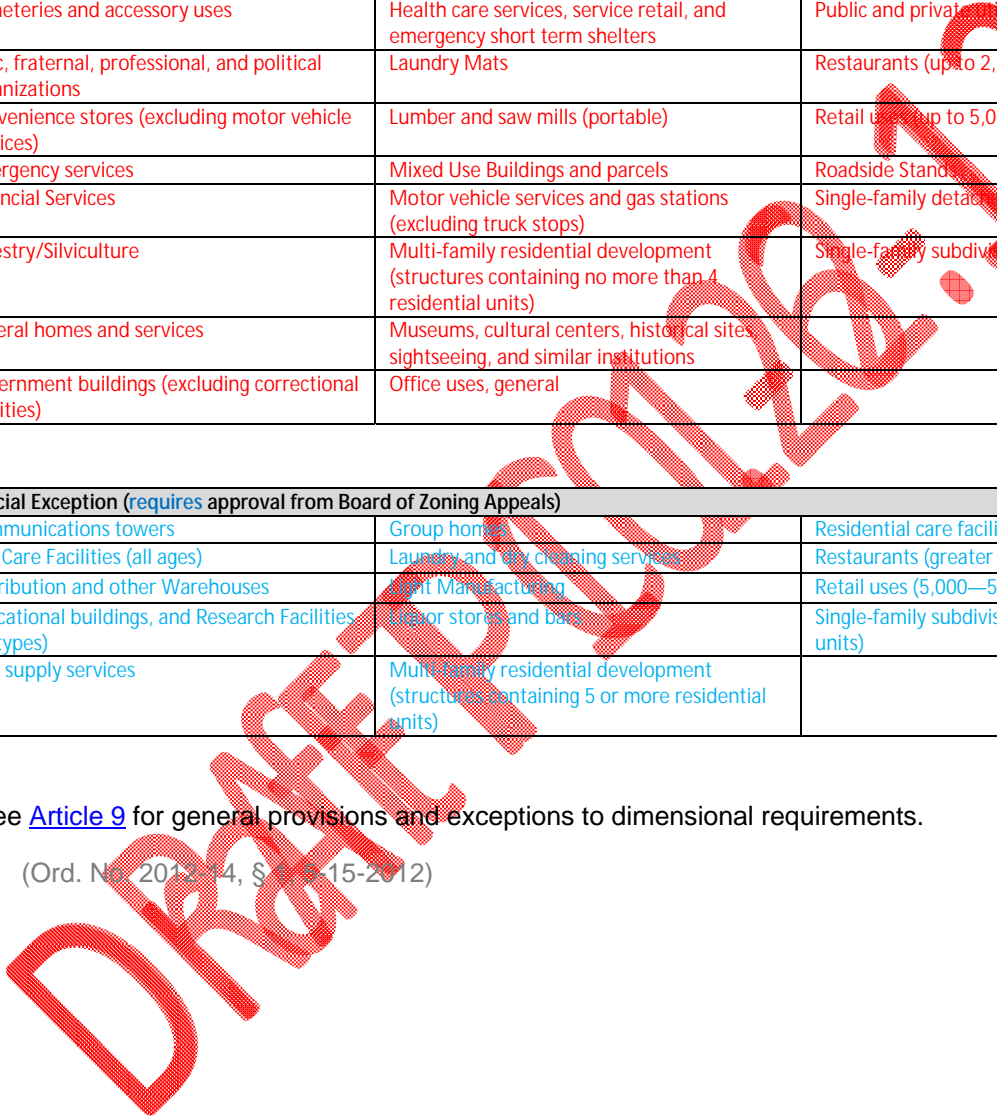 neteries and accessory uses Health care services, service retail, and Public and private
emergency short term shelters
c, fraternal, professional, and political Laundry Mats Restaurants (up to 2,
nizations
venience stores (excluding motor vehicle Lumber and saw mills (portable) Retail uses (up to 5,0
ices)
ergency services Mixed Use Buildings and parcels Roadside Stands
ncial Services Motor vehicle services and gas stations Single-family detache
(excluding truck stops)
estry/Silviculture Multi-family residential development Single-family subdivis
(structures containing no more than 4
residential units)
eral homes and services Museums, cultural centers, historical sites,
sightseeing, and similar institutions
ernment buildings (excluding correctional Office uses, general
ities)
cial Exception (requires approval from Board of Zoning Appeals)
mmunications towers Group homes Residential care facili
Care Facilities (all ages) Laundry and dry cleaning services Restaurants (greater
ribution and other Warehouses Light Manufacturing Retail uses (5,000—5
cational buildings, and Research Facilities Liquor stores and bars Single-family subdivis
types) units)
supply services Multi-family residential development
(structures containing 5 or more residential
units)
ee Article 9 for general provisions and exceptions to dimensional requirements.
(Ord. No. 2012-14, § 1, 5-15-2012)
DRAFT